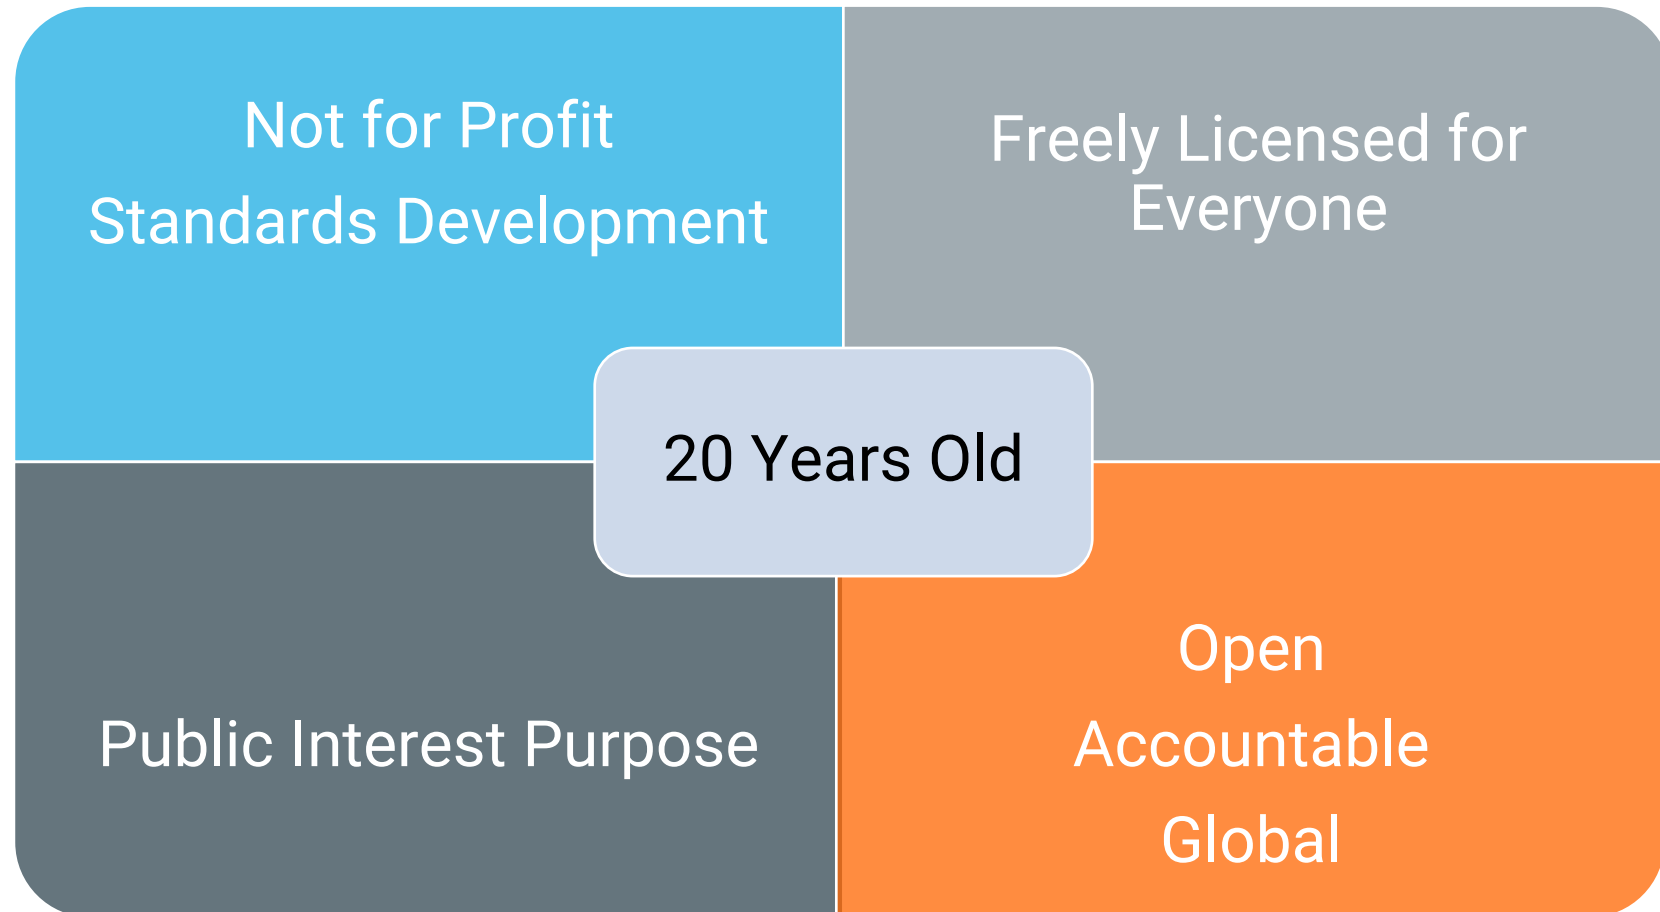 Not for Profit
Standards Development
Freely Licensed for
Everyone
20 Years Old
Public Interest Purpose
Open
Accountable
Global